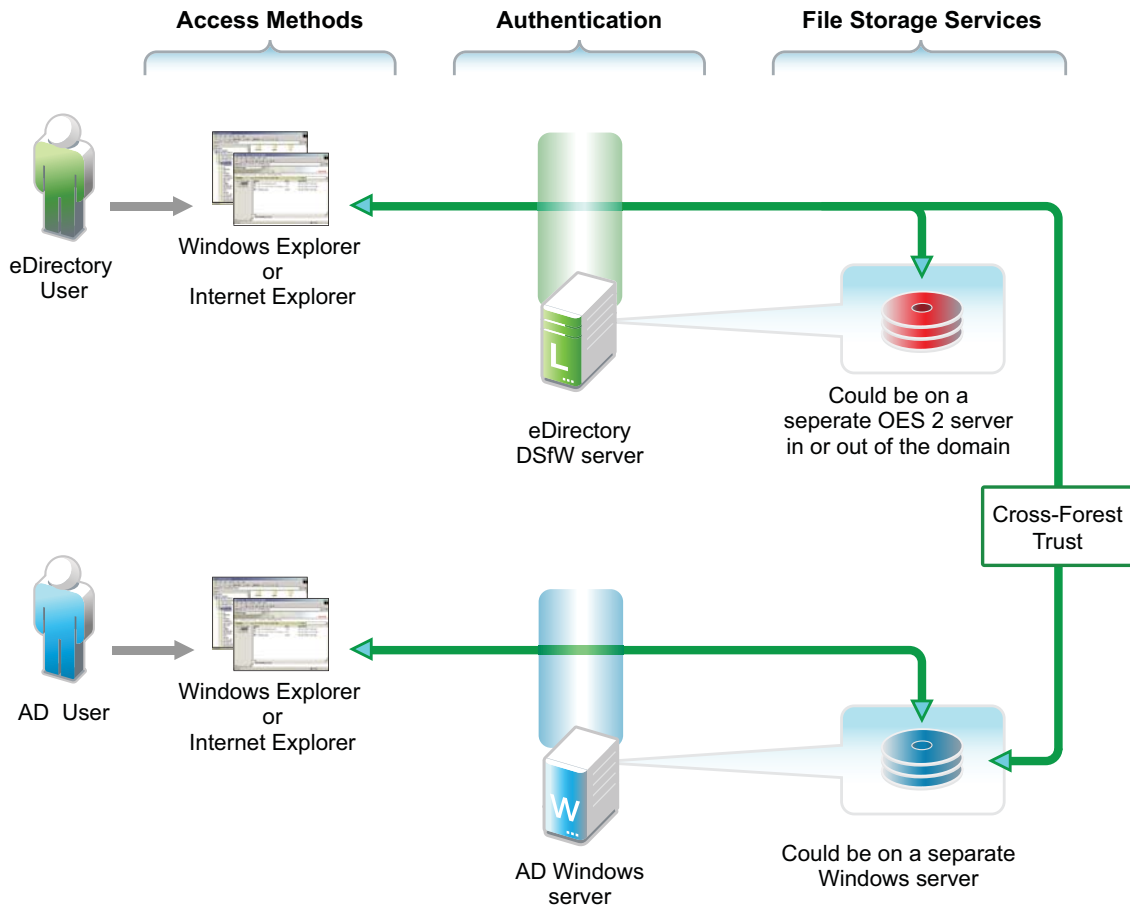 Access Methods
Authentication
File Storage Services
eDirectory
User
Windows Explorer
or
Internet Explorer
L
eDirectory
DSfW server
Could be on a
seperate OES 2 server
in or out of the domain
Cross-Forest
Trust
AD User
Windows Explorer
or
Internet Explorer
W
AD Windows
server
Could be on a separate
Windows server